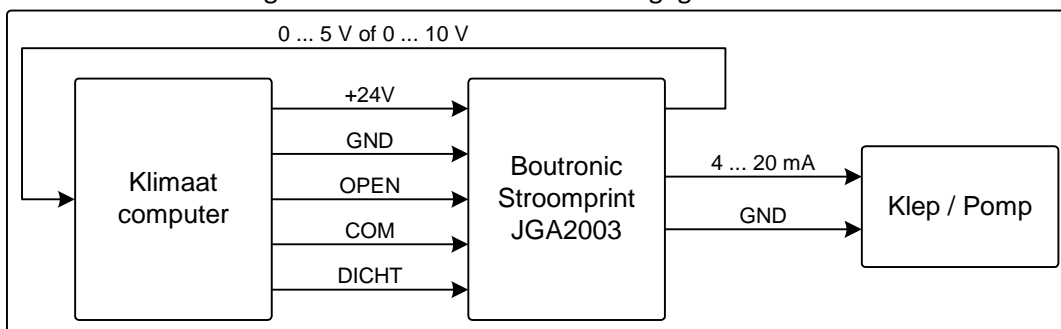 0 ... 5 V of 0 ... 10 V
+24V
GND
OPEN
COM
DICHT
Klimaat
computer
Boutronic
Stroomprint
JGA2003
4 ... 20 mA
GND
Klep / Pomp